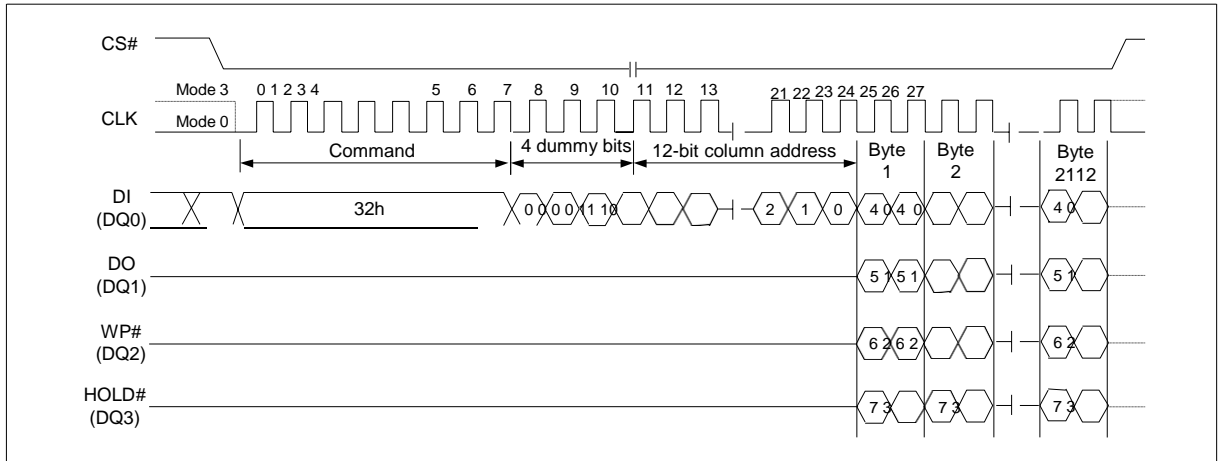 CS#
Mode 3 0 1 2 3 4 5 6 7 8 9 10 11 12 13 21 22 23 24 25 26 27
CLK
Mode 0
Command 4 dummy bits 12-bit column address Byte 1 Byte 2 Byte 2112
DI
(DQ0)
32h 0 0 0 0 11 10 2 1 0 4 0 4 0 4 0
DO
(DQ1)
5 1 5 1 5 1
WP#
(DQ2)
6 2 6 2 6 2
HOLD#
(DQ3)
7 3 7 3 7 3